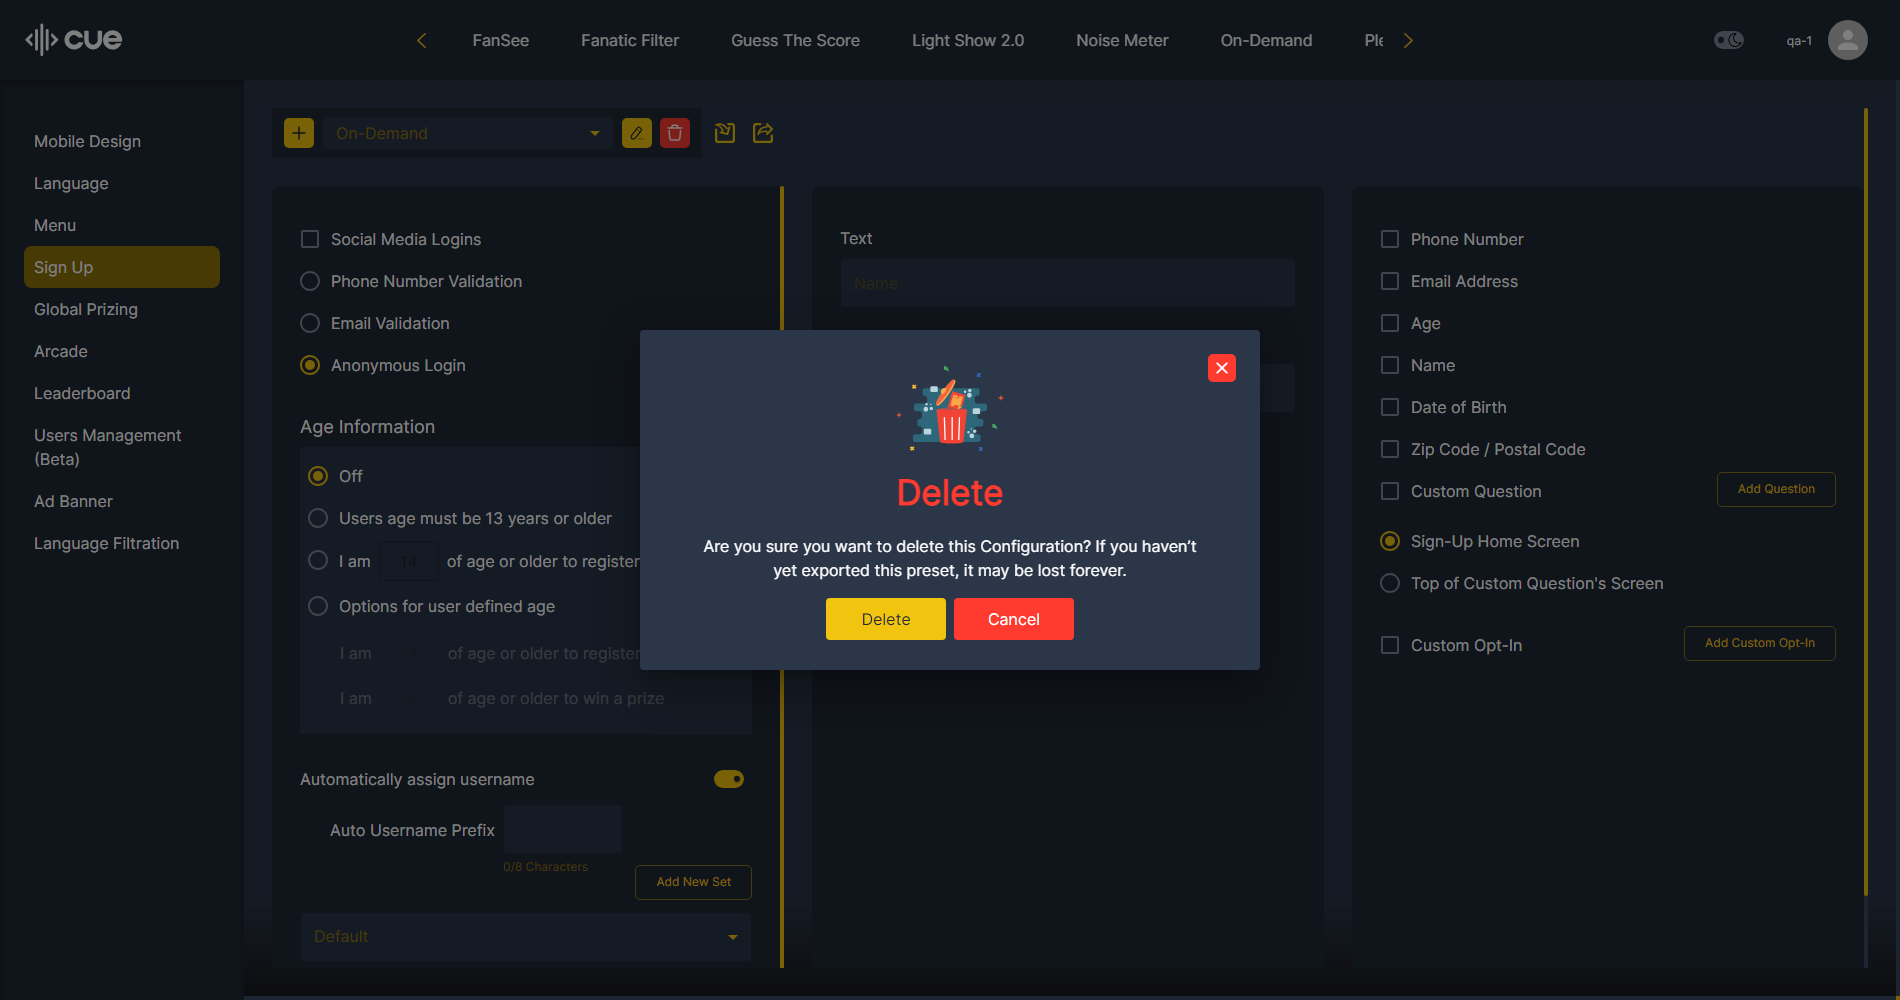 cue
FanSee
Fanatic Filter
Guess The Score
Light Show 2.0
Noise Meter
On-Demand
qa-1
Mobile Design
Language
Menu
Sign Up
Global Prizing
Arcade
Leaderboard
Users Management
(Beta)
Ad Banner
Language Filtration
On-Demand
Social Media Logins
Phone Number Validation
Email Validation
Anonymous Login
Age Information
Off
Users age must be 13 years or older
I am 14 of age or older to register
Options for user defined age
I am of age or older to register
I am of age or older to win a prize
Automatically assign username
Auto Username Prefix
0/8 Characters
Add New Set
Default
Text
Name
Delete
Are you sure you want to delete this Configuration? If you haven't
yet exported this preset, it may be lost forever.
Delete
Cancel
Phone Number
Email Address
Age
Name
Date of Birth
Zip Code / Postal Code
Custom Question
Add Question
Sign-Up Home Screen
Top of Custom Question's Screen
Custom Opt-In
Add Custom Opt-In